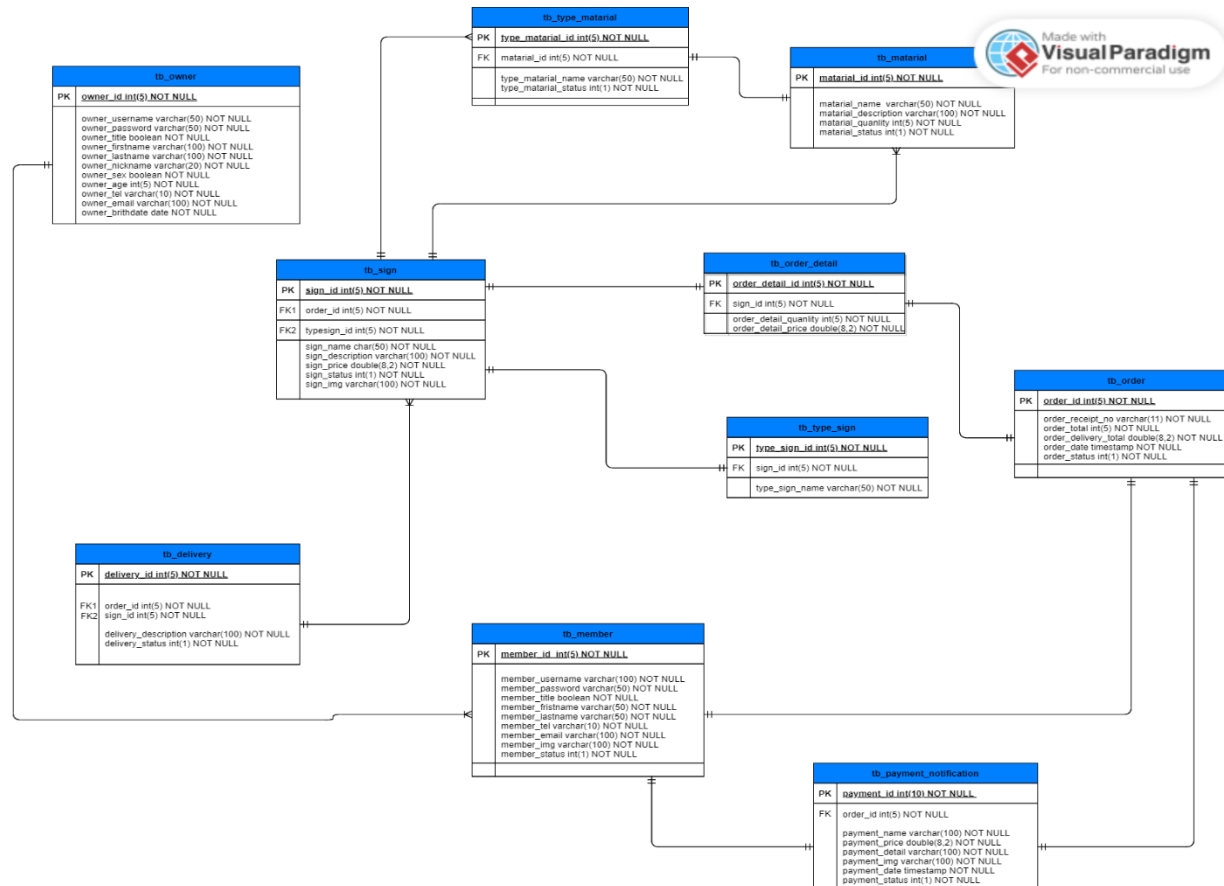 tb_type_matarial
PK type_matarial_id int(5) NOT NULL
FK matarial_id int(5) NOT NULL
type_matarial_name varchar(50) NOT NULL
type_matarial_status int(1) NOT NULL
Made with
Visual Paradigm
For non-commercial use
tb_matarial
PK matarial_id int(5) NOT NULL
matarial_name varchar(50) NOT NULL
matarial_description varchar(100) NOT NULL
matarial_quanlity int(5) NOT NULL
matarial_status int(1) NOT NULL
tb_owner
PK owner_id int(5) NOT NULL
owner_username varchar(50) NOT NULL
owner_password varchar(50) NOT NULL
owner_title boolean NOT NULL
owner_firstname varchar(100) NOT NULL
owner_lastname varchar(100) NOT NULL
owner_nickname varchar(20) NOT NULL
owner_sex boolean NOT NULL
owner_age int(5) NOT NULL
owner_tel varchar(10) NOT NULL
owner_email varchar(100) NOT NULL
owner_brithdate date NOT NULL
tb_sign
PK sign_id int(5) NOT NULL
FK1 order_id int(5) NOT NULL
FK2 typesign_id int(5) NOT NULL
sign_name char(50) NOT NULL
sign_description varchar(100) NOT NULL
sign_price double(8,2) NOT NULL
sign_status int(1) NOT NULL
sign_img varchar(100) NOT NULL
tb_order_detail
PK order_detail_id int(5) NOT NULL
FK sign_id int(5) NOT NULL
order_detail_quanlity int(5) NOT NULL
order_detail_price double(8,2) NOT NULL
tb_order
PK order_id int(5) NOT NULL
order_receipt_no varchar(11) NOT NULL
order_total int(5) NOT NULL
order_delivery_total double(8,2) NOT NULL
order_date timestamp NOT NULL
order_status int(1) NOT NULL
tb_type_sign
PK type_sign_id int(5) NOT NULL
FK sign_id int(5) NOT NULL
type_sign_name varchar(50) NOT NULL
tb_delivery
PK delivery_id int(5) NOT NULL
FK1 order_id int(5) NOT NULL
FK2 sign_id int(5) NOT NULL
delivery_description varchar(100) NOT NULL
delivery_status int(1) NOT NULL
tb_member
PK member_id int(5) NOT NULL
member_username varchar(100) NOT NULL
member_password varchar(50) NOT NULL
member_title boolean NOT NULL
member_fristname varchar(50) NOT NULL
member_lastname varchar(50) NOT NULL
member_tel varchar(10) NOT NULL
member_email varchar(100) NOT NULL
member_img varchar(100) NOT NULL
member_status int(1) NOT NULL
tb_payment_notification
PK payment_id int(10) NOT NULL
FK order_id int(5) NOT NULL
payment_name varchar(100) NOT NULL
payment_price double(8,2) NOT NULL
payment_detail varchar(100) NOT NULL
payment_img varchar(100) NOT NULL
payment_date timestamp NOT NULL
payment_status int(1) NOT NULL